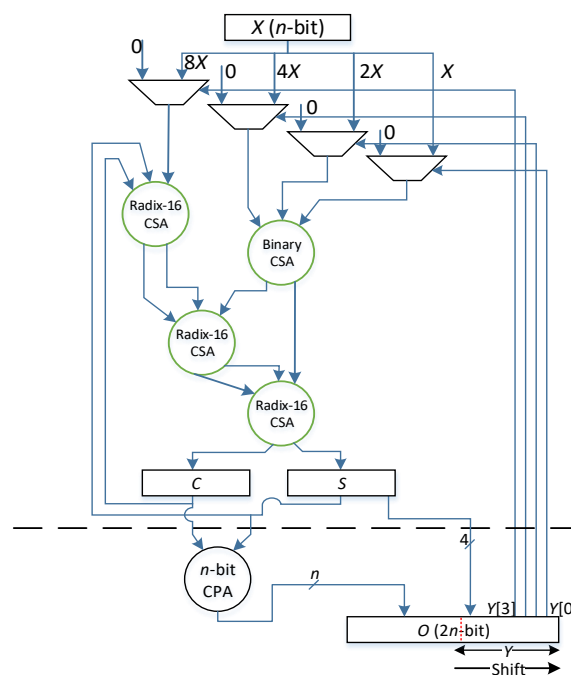 X (n-bit)
0
8X
0
4X
2X
X
0
0
Radix-16
CSA
Binary
CSA
Radix-16
CSA
Radix-16
CSA
C
S
4
n-bit
CPA
n
Y[3]
Y[0
O (2n-bit)
Y
Shift